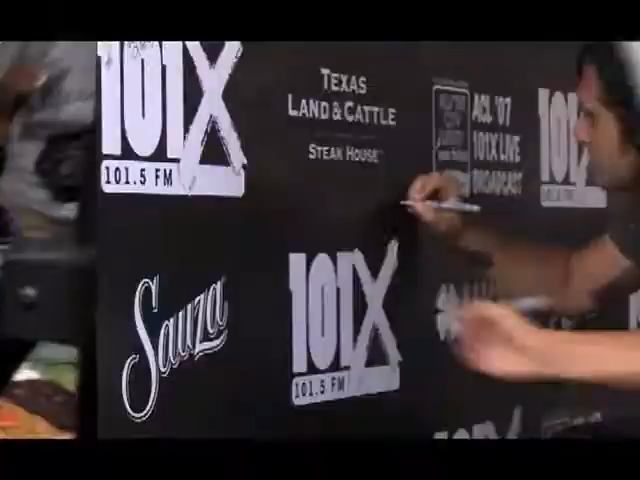 101X
101.5 FM
TEXAS
LAND & CATTLE
STEAK HOUSE
ACL '07
101X LIVE
BROADCAST
101
Sauza
101X
101.5 FM